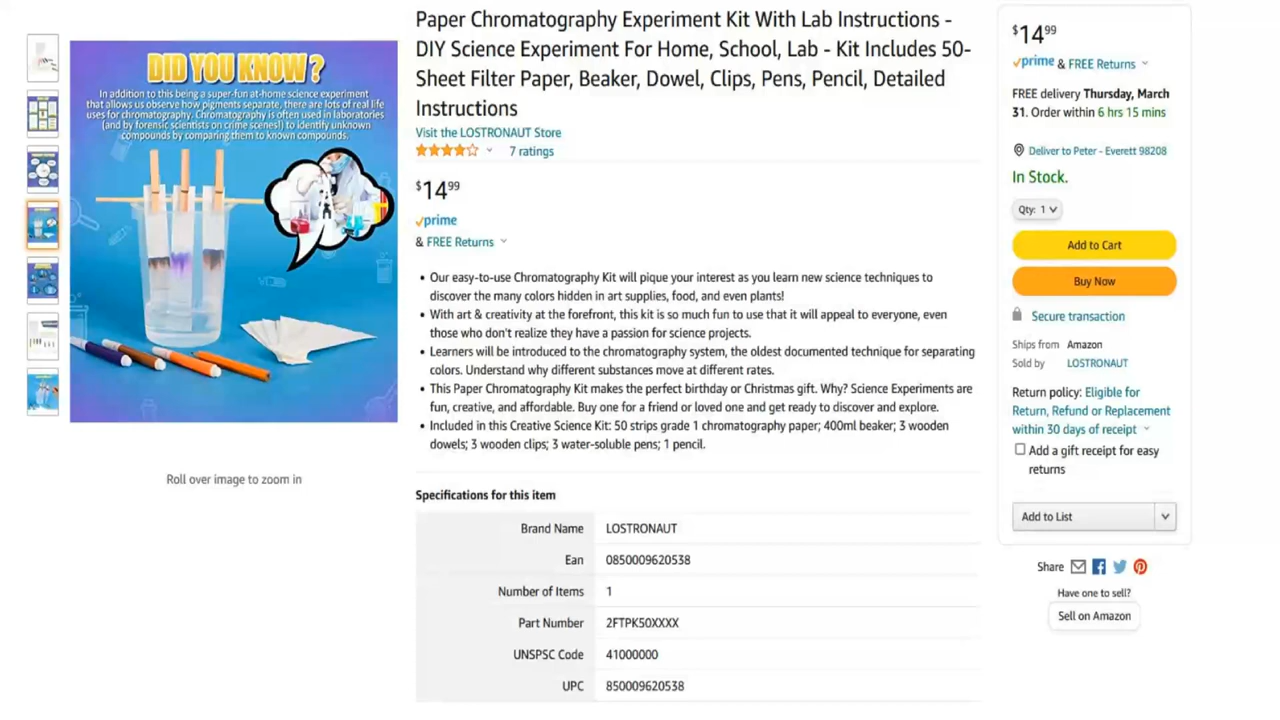 DID YOU KNOW?
In addition to this being a super-fun at-home science experiment
that allows us observe how pigments separate, there are lots of real life
uses for chromatography. Chromatography is often used in laboratories
(and by forensic scientists on crime scenes!) to identify unknown
compounds by comparing them to known compounds.
Roll over image to zoom in
Paper Chromatography Experiment Kit With Lab Instructions -
DIY Science Experiment For Home, School, Lab - Kit Includes 50-
Sheet Filter Paper, Beaker, Dowel, Clips, Pens, Pencil, Detailed
Instructions
Visit the LOSTRONAUT Store
7 ratings
$14 99
prime
& FREE Returns
• Our easy-to-use Chromatography Kit will pique your interest as you learn new science techniques to
discover the many colors hidden in art supplies, food, and even plants!
• With art & creativity at the forefront, this kit is so much fun to use that it will appeal to everyone, even
those who don't realize they have a passion for science projects.
• Learners will be introduced to the chromatography system, the oldest documented technique for separating
colors. Understand why different substances move at different rates.
• This Paper Chromatography Kit makes the perfect birthday or Christmas gift. Why? Science Experiments are
fun, creative, and affordable. Buy one for a friend or loved one and get ready to discover and explore.
• Included in this Creative Science Kit: 50 strips grade 1 chromatography paper; 400ml beaker; 3 wooden
dowels; 3 wooden clips; 3 water-soluble pens; 1 pencil.
Specifications for this item
Brand Name LOSTRONAUT
Ean 0850009620538
Number of Items 1
Part Number 2FTPK50XXXX
UNSPSC Code 41000000
UPC 850009620538
$14 99
prime & FREE Returns
FREE delivery Thursday, March
31. Order within 6 hrs 15 mins
Deliver to Peter - Everett 98208
In Stock.
Qty: 1
Add to Cart
Buy Now
Secure transaction
Ships from Amazon
Sold by LOSTRONAUT
Return policy: Eligible for
Return, Refund or Replacement
within 30 days of receipt
Add a gift receipt for easy
returns
Add to List
Share
Have one to sell?
Sell on Amazon